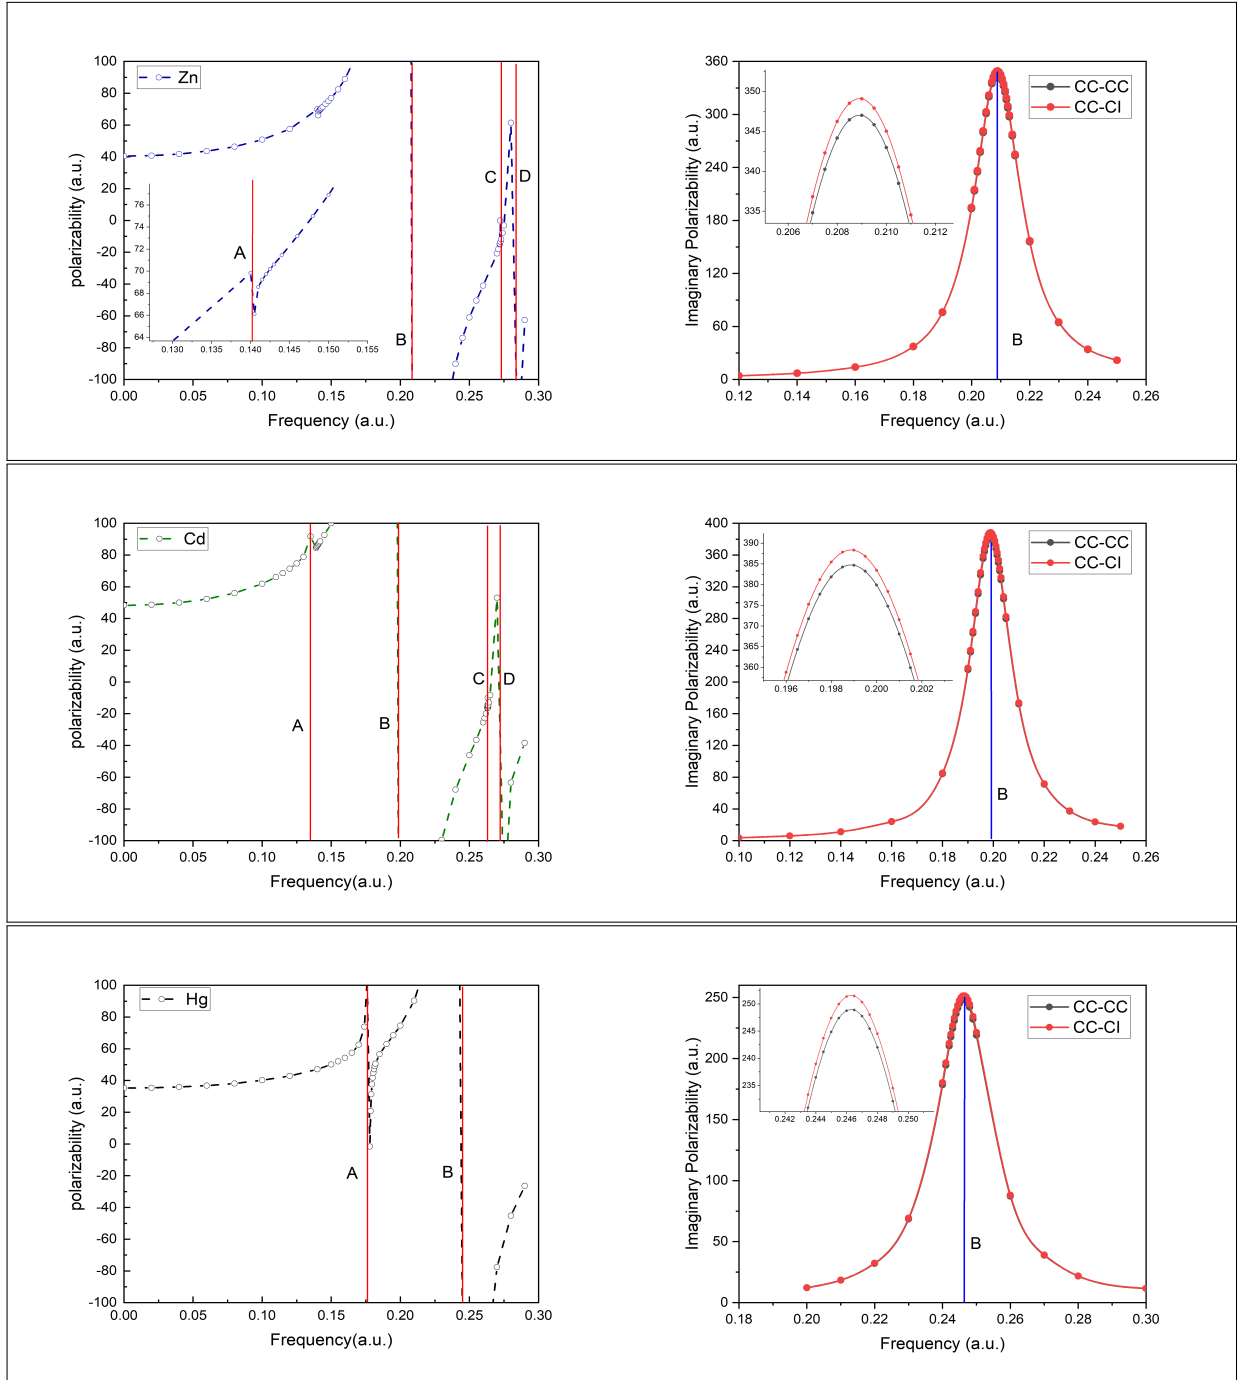 Zn
polarizability (a.u.)
100
80
60
40
20
0
-20
-40
-60
-80
-100
0.00 0.05 0.10 0.15 0.20 0.25 0.30
Frequency (a.u.)
A
B
C
D
76
74
72
70
68
66
64
0.130 0.135 0.140 0.145 0.150 0.155
CC-CC
CC-CI
Imaginary Polarizability (a.u.)
360
300
240
180
120
60
0
0.12 0.14 0.16 0.18 0.20 0.22 0.24 0.26
Frequency (a.u.)
B
350
345
340
335
0.206 0.208 0.210 0.212
Cd
polarizability (a.u.)
100
80
60
40
20
0
-20
-40
-60
-80
-100
0.00 0.05 0.10 0.15 0.20 0.25 0.30
Frequency(a.u.)
A
B
C
D
CC-CC
CC-CI
Imaginary Polarizability (a.u.)
400
360
320
280
240
200
160
120
80
40
0
0.10 0.12 0.14 0.16 0.18 0.20 0.22 0.24 0.26
Frequency (a.u.)
B
390
385
380
375
370
365
360
0.196 0.198 0.200 0.202
Hg
polarizability (a.u.)
100
80
60
40
20
0
20
40
60
80
-100
0.00 0.05 0.10 0.15 0.20 0.25 0.30
Frequency(a.u.)
A
B
CC-CC
CC-CI
Imaginary Polarizability (a.u.)
250
200
150
100
50
0
0.18 0.20 0.22 0.24 0.26 0.28 0.30
Frequency (a.u.)
B
250
245
240
235
0.242 0.244 0.246 0.248 0.250